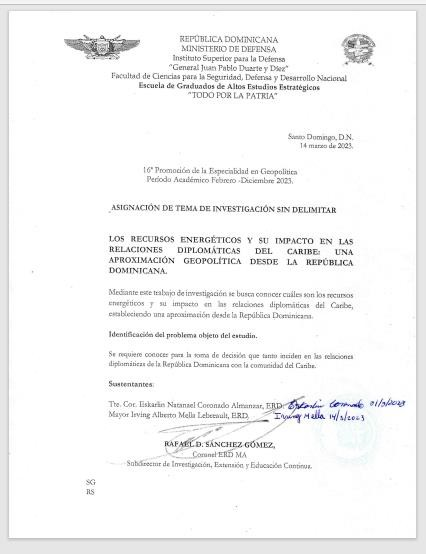 REPÚBLICA DOMINICANA
MINISTERIO DE DEFENSA
Instituto Superior para la Defensa
"General Juan Pablo Duarte y Díez"
Facultad de Ciencias para la Seguridad, Defensa y Desarrollo Nacional
Escuela de Graduados de Altos Estudios Estratégicos
"TODO POR LA PATRIA"
Santo Domingo, D.N.
14 marzo de 2023.
16ª Promoción de la Especialidad en Geopolítica
Período Académico Febrero -Diciembre 2023.
ASIGNACIÓN DE TEMA DE INVESTIGACIÓN SIN DELIMITAR
LOS RECURSOS ENERGÉTICOS Y SU IMPACTO EN LAS
RELACIONES DIPLOMÁTICAS DEL CARIBE: UNA
APROXIMACIÓN GEOPOLÍTICA DESDE LA REPÚBLICA
DOMINICANA.
Mediante este trabajo de investigación se busca conocer cuáles son los recursos
energéticos y su impacto en las relaciones diplomáticas del Caribe,
estableciendo una aproximación desde la República Dominicana.
Identificación del problema objeto del estudio.
Se requiere conocer para la toma de decisión que tanto inciden en las relaciones
diplomáticas de la República Dominicana con la comunidad del Caribe.
Sustentantes:
Tte. Cor. Eskarlin Natanael Coronado Almanzar, ERD. Eskarlin Coronado
Mayor Irving Alberto Mella Leberault, ERD. Irving Mella 14/3/2023
RAFAEL D. SÁNCHEZ GÓMEZ,
Coronel ERD MA
Subdirector de Investigación, Extensión y Educación Continua.
SG
RS